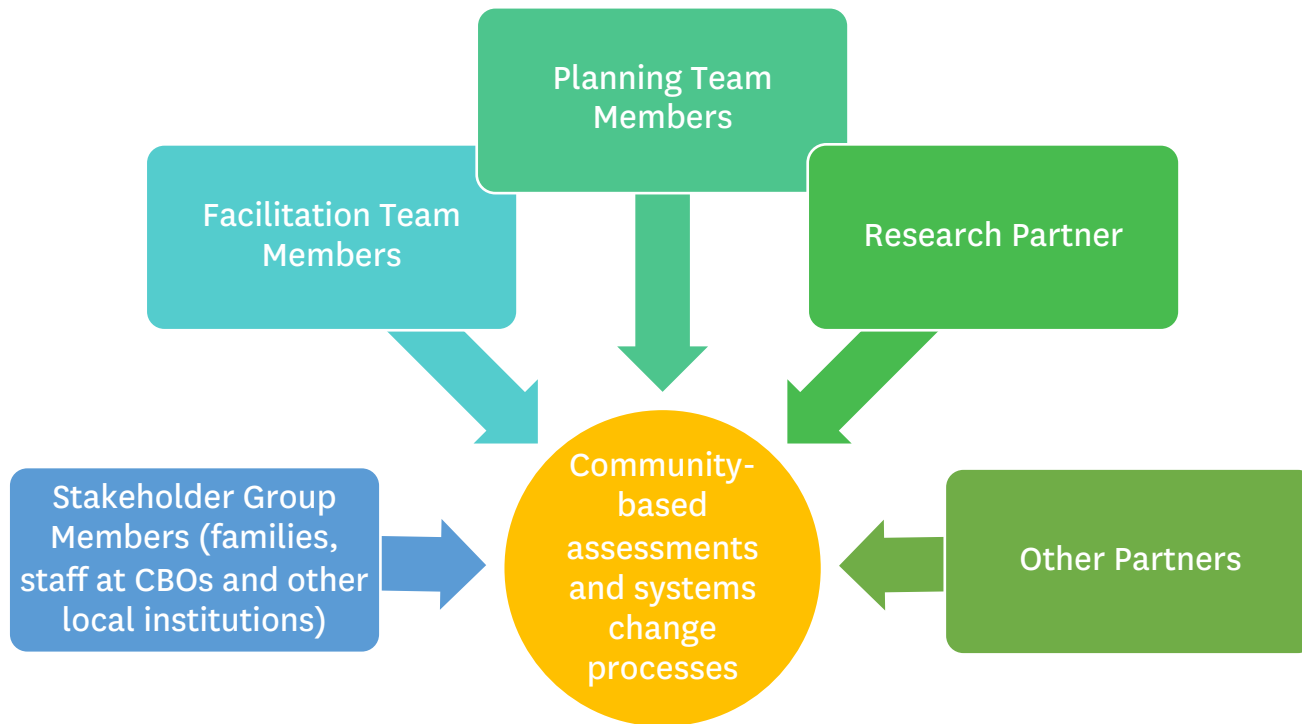 Planning Team
Members
Facilitation Team
Members
Research Partner
Stakeholder Group
Members (families,
staff at CBOs and other
local institutions)
Community-
based
assessments
and systems
change
processes
Other Partners